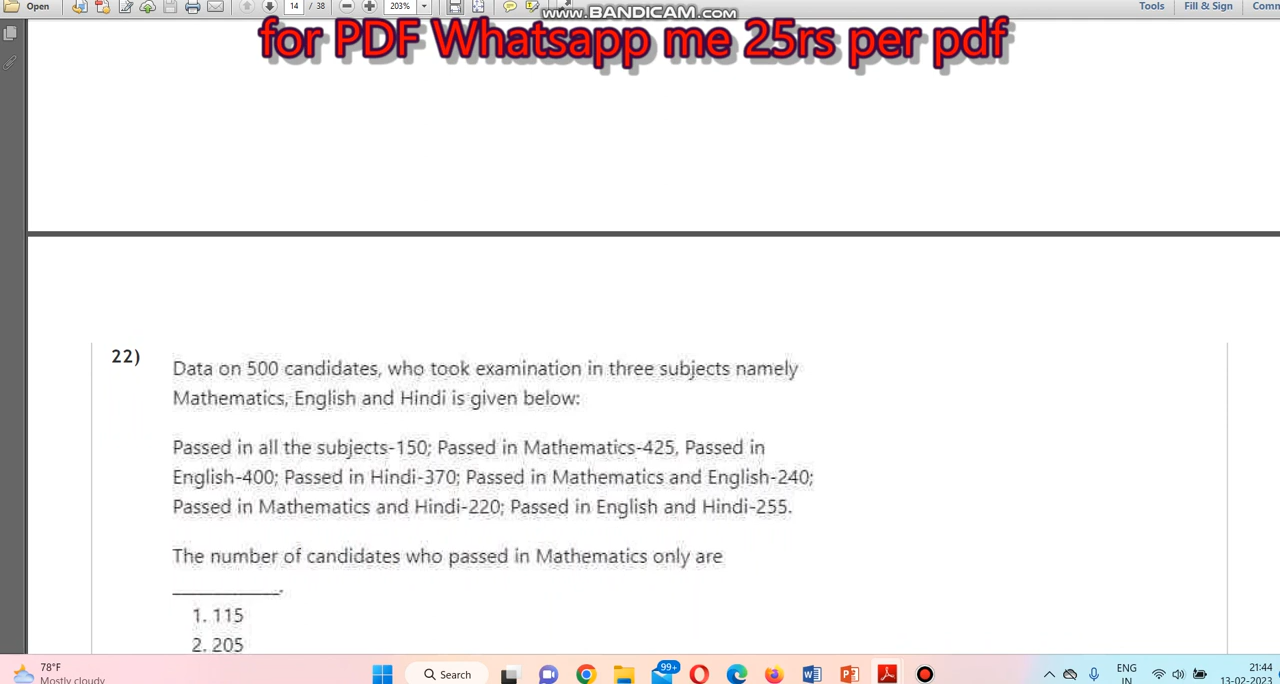 Open 14 / 38 203% Tools Fill & Sign
www.BANDICAM.com
for PDF Whatsapp me 25rs per pdf
22)
Data on 500 candidates, who took examination in three subjects namely
Mathematics, English and Hindi is given below:
Passed in all the subjects-150; Passed in Mathematics-425, Passed in
English-400; Passed in Hindi-370; Passed in Mathematics and English-240;
Passed in Mathematics and Hindi-220; Passed in English and Hindi-255.
The number of candidates who passed in Mathematics only are
____________.
1. 115
2. 205
78°F
Mostly cloudy
Search
99+
ENG
IN
21:44
13-02-2023